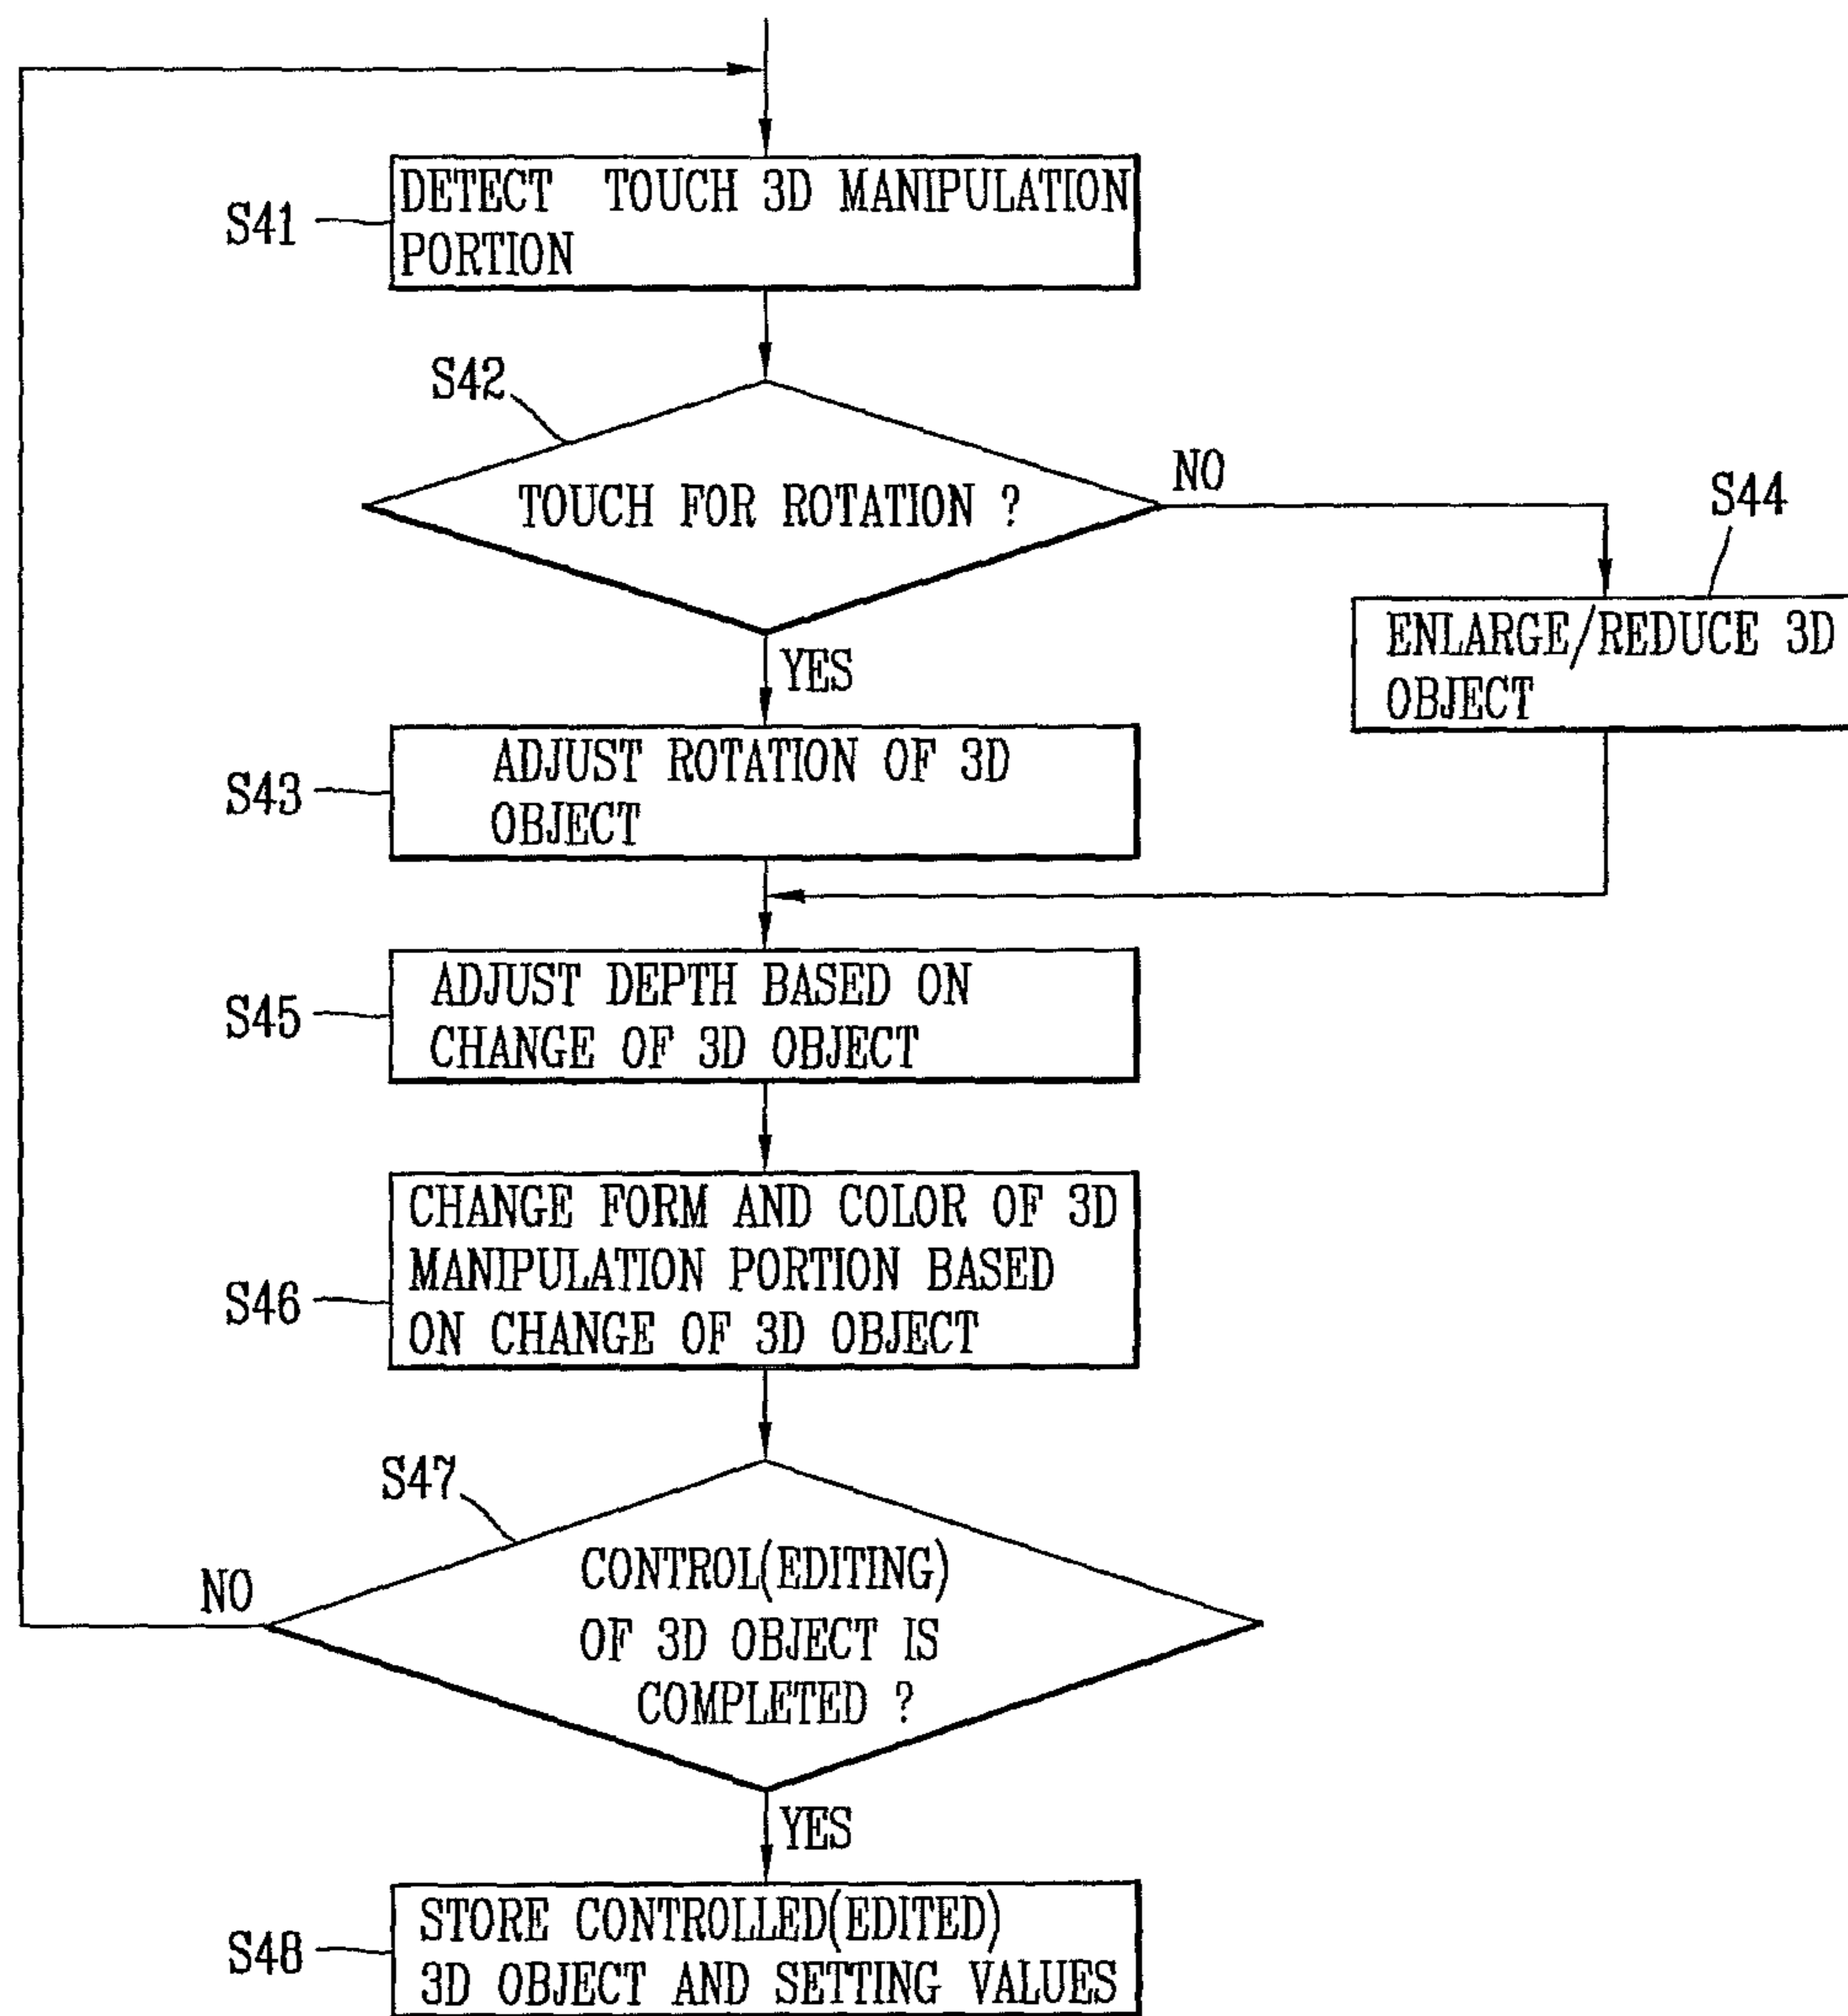 S41
DETECT TOUCH 3D MANIPULATION
PORTION
S42
TOUCH FOR ROTATION ?
NO
YES
S44
ENLARGE/REDUCE 3D
OBJECT
S43
ADJUST ROTATION OF 3D
OBJECT
S45
ADJUST DEPTH BASED ON
CHANGE OF 3D OBJECT
S46
CHANGE FORM AND COLOR OF 3D
MANIPULATION PORTION BASED
ON CHANGE OF 3D OBJECT
S47
CONTROL(EDITING)
OF 3D OBJECT IS
COMPLETED ?
NO
YES
S48
STORE CONTROLLED(EDITED)
3D OBJECT AND SETTING VALUES